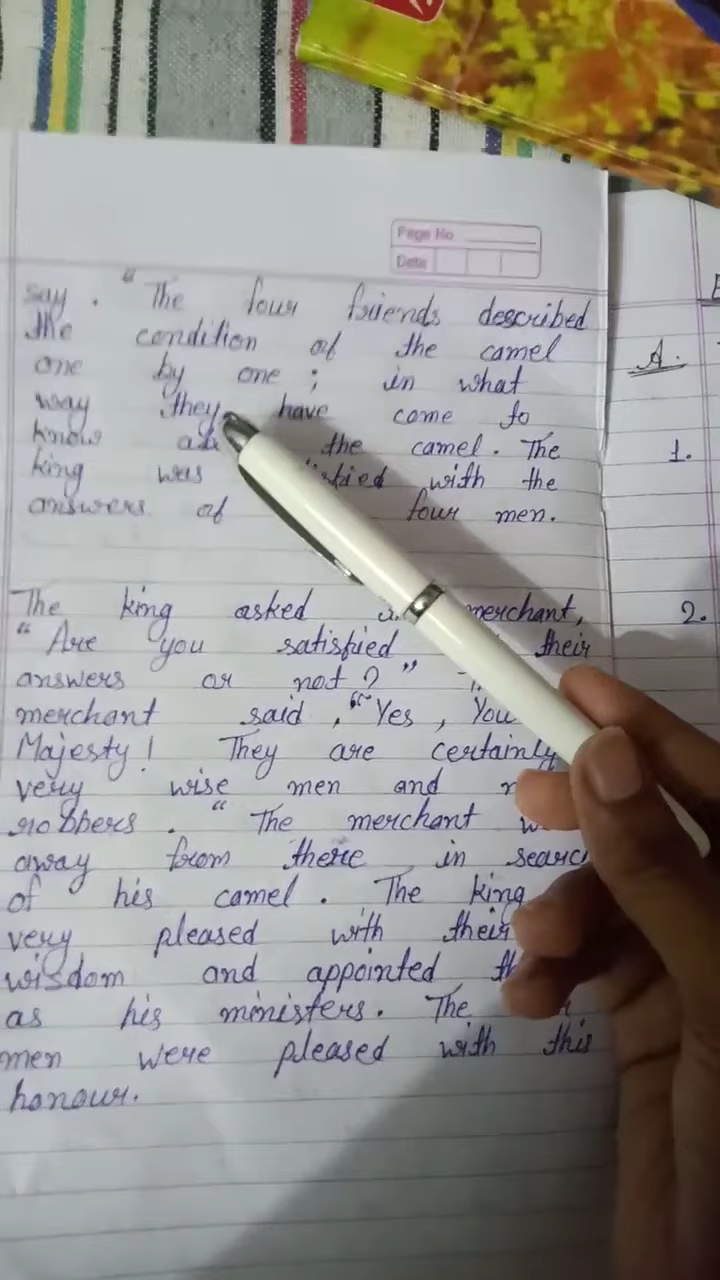 Page No
Date
say . " The four friends described
the condition of the camel
one by one ; in what
way they have come to
know the camel . The
king was with the
answers of four men .
The king asked merchant ,
" Are you satisfied their
answers or not ? "
merchant said , " Yes ,
Majesty ! They are certainly
very wise men and
robbers . " The merchant
away from there in
of his camel . The king
very pleased with their
wisdom and appointed
as his ministers . The
men were pleased with this
honour .
A .
1 .
2 .